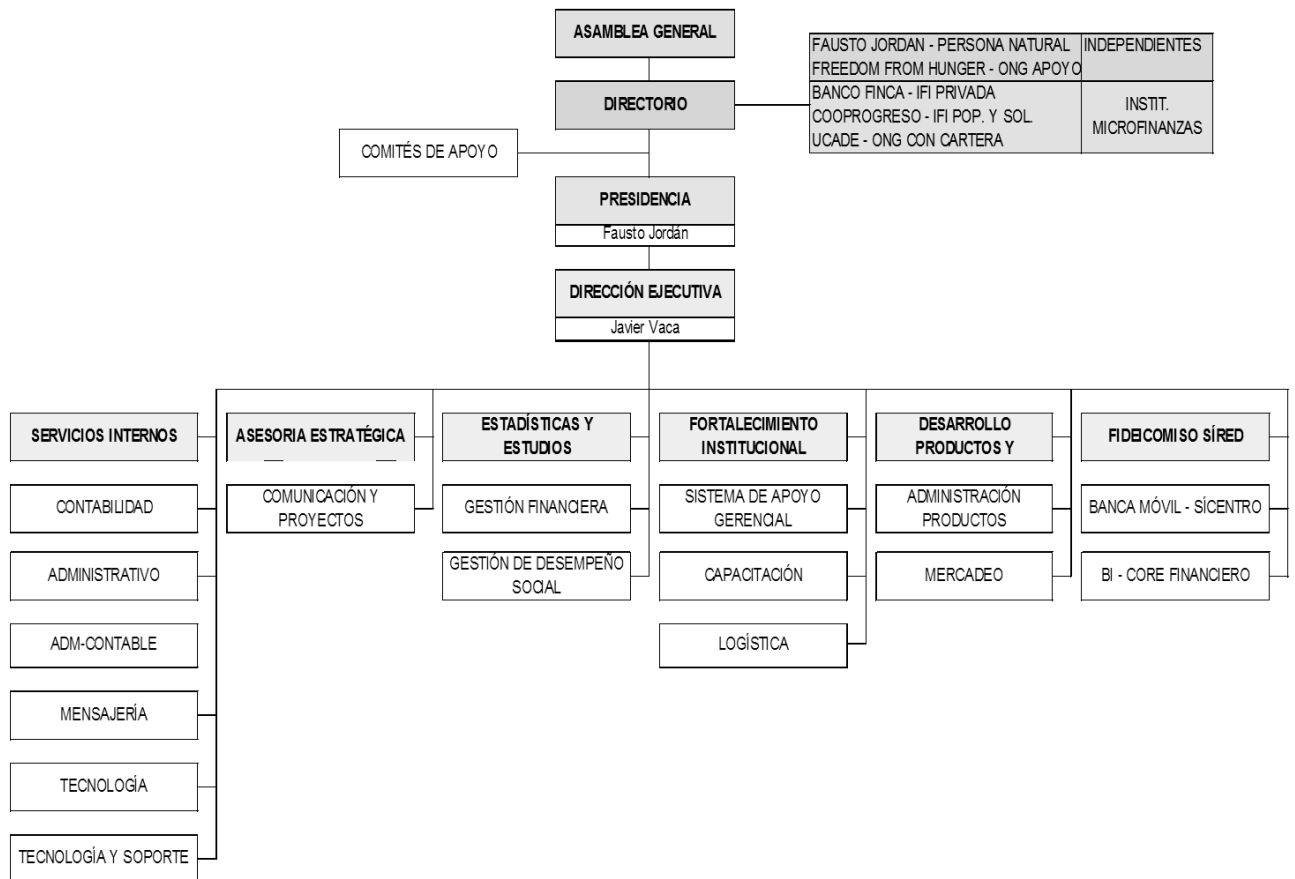 ASAMBLEA GENERAL
FAUSTO JORDAN - PERSONA NATURAL
FREEDOM FROM HUNGER - ONG APOYO
INDEPENDIENTES
DIRECTORIO
BANCO FINCA - IFI PRIVADA
COOPROGRESO - IFI POP. Y SOL.
UCADE - ONG CON CARTERA
INSTIT.
MICROFINANZAS
COMITÉS DE APOYO
PRESIDENCIA
Fausto Jordán
DIRECCIÓN EJECUTIVA
Javier Vaca
SERVICIOS INTERNOS
CONTABILIDAD
ADMINISTRATIVO
ADM-CONTABLE
MENSAJERÍA
TECNOLOGÍA
TECNOLOGÍA Y SOPORTE
ASESORIA ESTRATÉGICA
COMUNICACIÓN Y
PROYECTOS
ESTADÍSTICAS Y
ESTUDIOS
GESTIÓN FINANCIERA
GESTIÓN DE DESEMPEÑO
SOCIAL
FORTALECIMIENTO
INSTITUCIONAL
SISTEMA DE APOYO
GERENCIAL
CAPACITACIÓN
LOGÍSTICA
DESARROLLO
PRODUCTOS Y
ADMINISTRACIÓN
PRODUCTOS
MERCADEO
FIDEICOMISO SÍRED
BANCA MÓVIL - SÍCENTRO
BI - CORE FINANCIERO